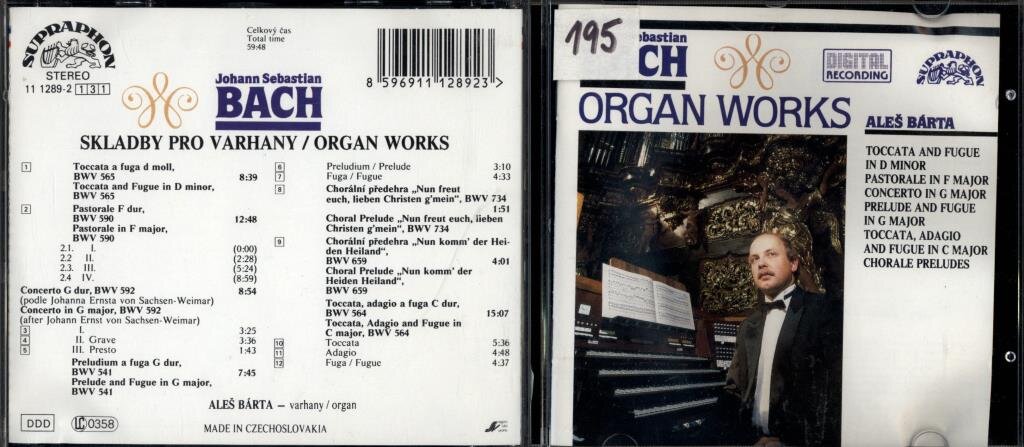 SUPRAPHON
STEREO
11 1289-2 131
Celkový čas
Total time
59:48
8 596911 128923 >
Johann Sebastian
BACH
SKLADBY PRO VARHANY / ORGAN WORKS
1 Toccata a fuga d moll,
BWV 565 8:39
Toccata and Fugue in D minor,
BWV 565
2 Pastorale F dur,
BWV 590 12:48
Pastorale in F major,
BWV 590
2.1. I. (0:00)
2.2 II. (2:28)
2.3. III. (5:24)
2.4 IV. (8:59)
Concerto G dur, BWV 592 8:54
(podle Johanna Ernsta von Sachsen-Weimar)
Concerto in G major, BWV 592
(after Johann Ernst von Sachsen-Weimar)
3 I. 3:25
4 II. Grave 3:36
5 III. Presto 1:43
Preludium a fuga G dur,
BWV 541 7:45
Prelude and Fugue in G major,
BWV 541
6 Preludium / Prelude 3:10
7 Fuga / Fugue 4:33
8 Chorální předehra „Nun freut
euch, lieben Christen g'mein", BWV 734
1:51
Choral Prelude „Nun freut euch, lieben
Christen g'mein", BWV 734
9 Chorální předehra „Nun komm' der Hei-
den Heiland",
BWV 659 4:01
Choral Prelude „Nun komm' der
Heiden Heiland",
BWV 659
Toccata, adagio a fuga C dur,
BWV 564 15:07
Toccata, Adagio and Fugue in
C major, BWV 564
10 Toccata 5:36
11 Adagio 4:48
12 Fuga / Fugue 4:37
ALEŠ BÁRTA – varhany / organ
DDD LC 0358
MADE IN CZECHOSLOVAKIA
195
ebastian
CH
DIGITAL
RECORDING
SUPRAPHON
ORGAN WORKS
ALEŠ BÁRTA
TOCCATA AND FUGUE
IN D MINOR
PASTORALE IN F MAJOR
CONCERTO IN G MAJOR
PRELUDE AND FUGUE
IN G MAJOR
TOCCATA, ADAGIO
AND FUGUE IN C MAJOR
CHORALE PRELUDES